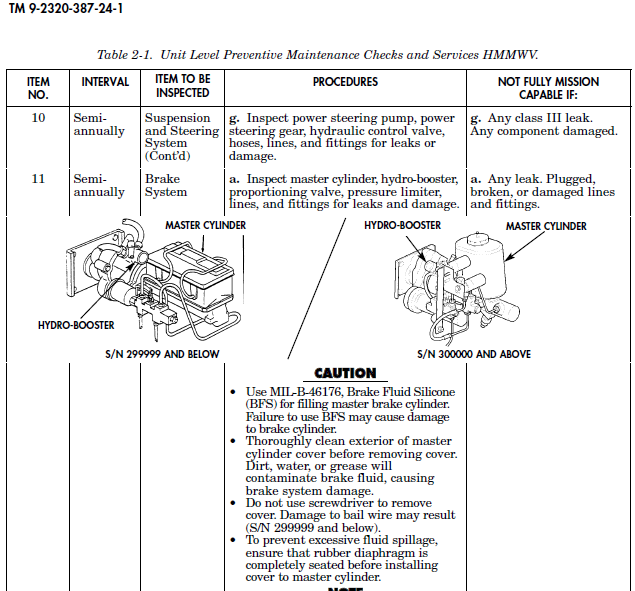 TM 9-2320-387-24-1
Table 2-1. Unit Level Preventive Maintenance Checks and Services HMMWV.
ITEM NO.
INTERVAL
ITEM TO BE INSPECTED
PROCEDURES
NOT FULLY MISSION CAPABLE IF:
10
Semi-
annually
Suspension
and Steering
System
(Cont'd)
g. Inspect power steering pump, power
steering gear, hydraulic control valve,
hoses, lines, and fittings for leaks or
damage.
g. Any class III leak.
Any component damaged.
11
Semi-
annually
Brake
System
a. Inspect master cylinder, hydro-booster,
proportioning valve, pressure limiter,
lines, and fittings for leaks and damage.
a. Any leak. Plugged,
broken, or damaged lines
and fittings.
MASTER CYLINDER
HYDRO-BOOSTER
S/N 299999 AND BELOW
HYDRO-BOOSTER
MASTER CYLINDER
S/N 300000 AND ABOVE
CAUTION
• Use MIL-B-46176, Brake Fluid Silicone
(BFS) for filling master brake cylinder.
Failure to use BFS may cause damage
to brake cylinder.
• Thoroughly clean exterior of master
cylinder cover before removing cover.
Dirt, water, or grease will
contaminate brake fluid, causing
brake system damage.
• Do not use screwdriver to remove
cover. Damage to bail wire may result
(S/N 299999 and below).
• To prevent excessive fluid spillage,
ensure that rubber diaphragm is
completely seated before installing
cover to master cylinder.
NOTE